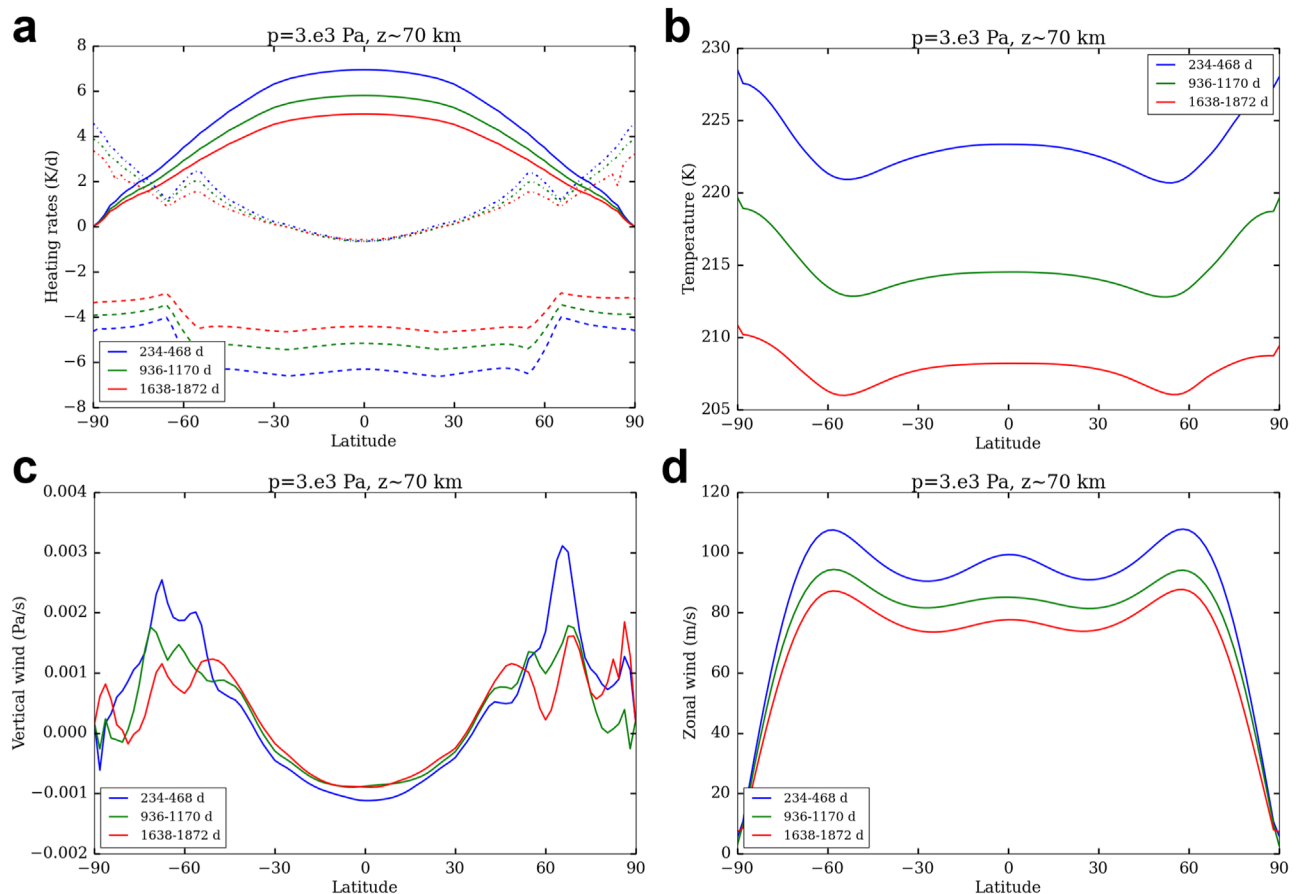 a
p=3.e3 Pa, z~70 km
8
6
4
2
0
−2
−4
−6
−8
Heating rates (K/d)
234-468 d
936-1170 d
1638-1872 d
−90 −60 −30 0 30 60 90
Latitude
b
p=3.e3 Pa, z~70 km
230
225
220
215
210
205
Temperature (K)
234-468 d
936-1170 d
1638-1872 d
−90 −60 −30 0 30 60 90
Latitude
c
p=3.e3 Pa, z~70 km
0.004
0.003
0.002
0.001
0.000
−0.001
−0.002
Vertical wind (Pa/s)
234-468 d
936-1170 d
1638-1872 d
−90 −60 −30 0 30 60 90
Latitude
d
p=3.e3 Pa, z~70 km
120
100
80
60
40
20
0
Zonal wind (m/s)
234-468 d
936-1170 d
1638-1872 d
−90 −60 −30 0 30 60 90
Latitude